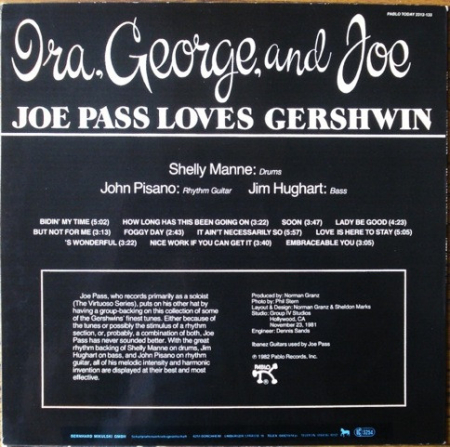 PABLO TODAY 2312-133
Ira, George, and Joe
JOE PASS LOVES GERSHWIN
Shelly Manne: Drums
John Pisano: Rhythm Guitar Jim Hughart: Bass
BIDIN' MY TIME (5:02) HOW LONG HAS THIS BEEN GOING ON (3:22) SOON (3:47) LADY BE GOOD (4:23)
BUT NOT FOR ME (3:13) FOGGY DAY (2:43) IT AIN'T NECESSARILY SO (5:57) LOVE IS HERE TO STAY (5:05)
'S WONDERFUL (3:22) NICE WORK IF YOU CAN GET IT (3:40) EMBRACEABLE YOU (3:05)
Joe Pass, who records primarily as a soloist
(The Virtuoso Series), puts on his other hat by
having a group-backing on this collection of some
of the Gershwins' finest tunes. Either because of
the tunes or possibly the stimulus of a rhythm
section, or, probably, a combination of both, Joe
Pass has never sounded better. With the great
rhythm backing of Shelly Manne on drums, Jim
Hughart on bass, and John Pisano on rhythm
guitar, all of his melodic intensity and harmonic
invention are displayed at their best and most
effective.
Produced by: Norman Granz
Photo by: Phil Stern
Layout & Design: Norman Granz & Sheldon Marks
Studio: Group IV Studios
Hollywood, CA
November 23, 1981
Engineer: Dennis Sands
Ibanez Guitars used by Joe Pass
℗ 1982 Pablo Records, Inc.
PABLO